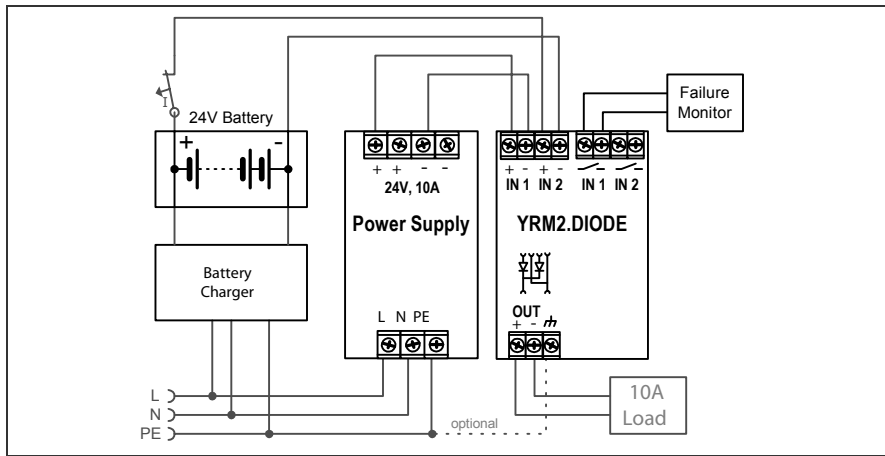 I
24V Battery
+ -
Battery
Charger
L
N
PE
+ + - -
24V, 10A
Power Supply
L N PE
+ - + -
IN 1 IN 2
IN 1 IN 2
YRM2.DIODE
OUT
+ -
Failure
Monitor
10A
Load
optional